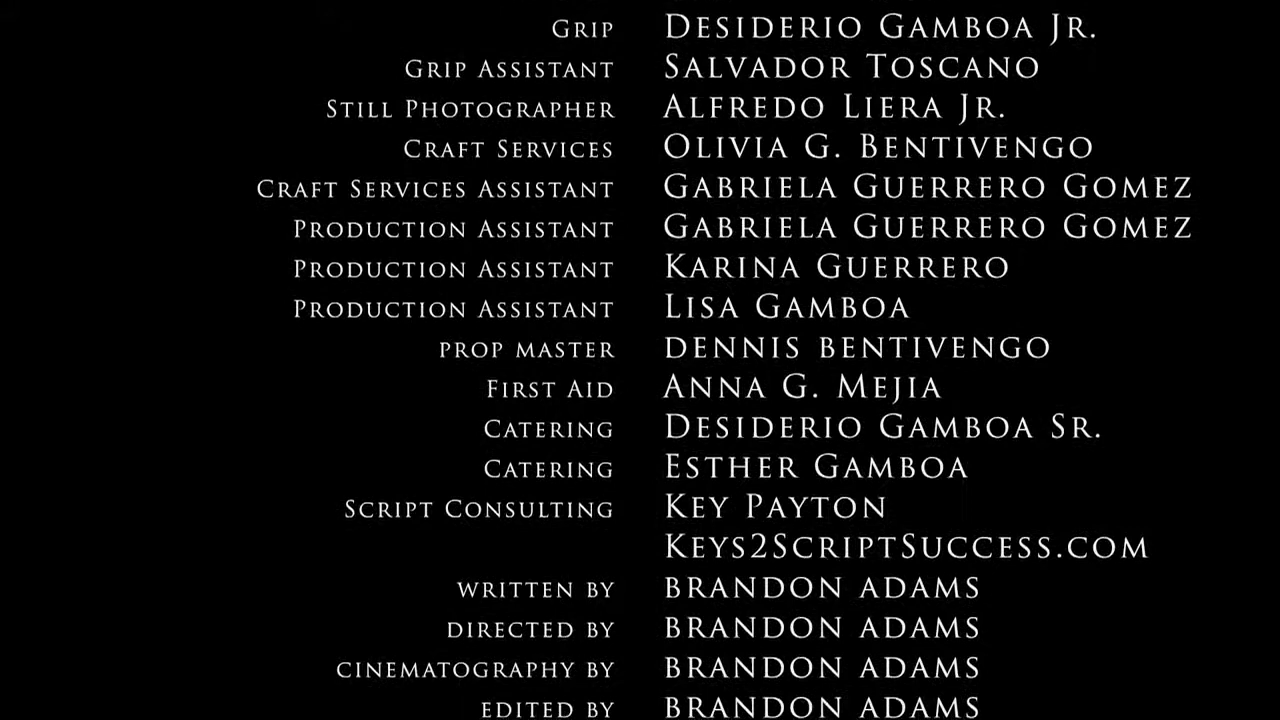 Grip Desiderio Gamboa Jr.
Grip Assistant Salvador Toscano
Still Photographer Alfredo Liera Jr.
Craft Services Olivia G. Bentivengo
Craft Services Assistant Gabriela Guerrero Gomez
Production Assistant Gabriela Guerrero Gomez
Production Assistant Karina Guerrero
Production Assistant Lisa Gamboa
prop master dennis bentivengo
First Aid Anna G. Mejia
Catering Desiderio Gamboa Sr.
Catering Esther Gamboa
Script Consulting Key Payton
Keys2ScriptSuccess.com
written by brandon adams
directed by brandon adams
cinematography by brandon adams
edited by brandon adams